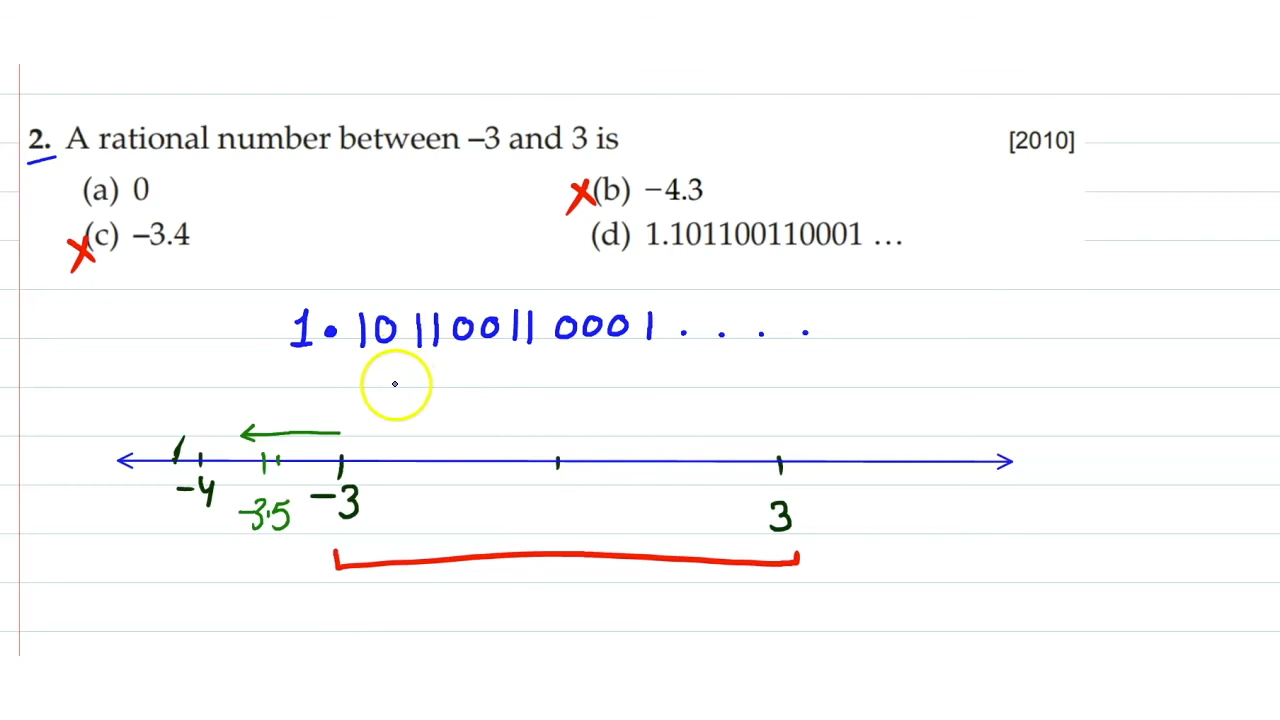 2. A rational number between –3 and 3 is [2010]
(a) 0 (b) −4.3
(c) –3.4 (d) 1.101100110001 ...
1.101100110001 . . . .
-4 -3.5 -3 3